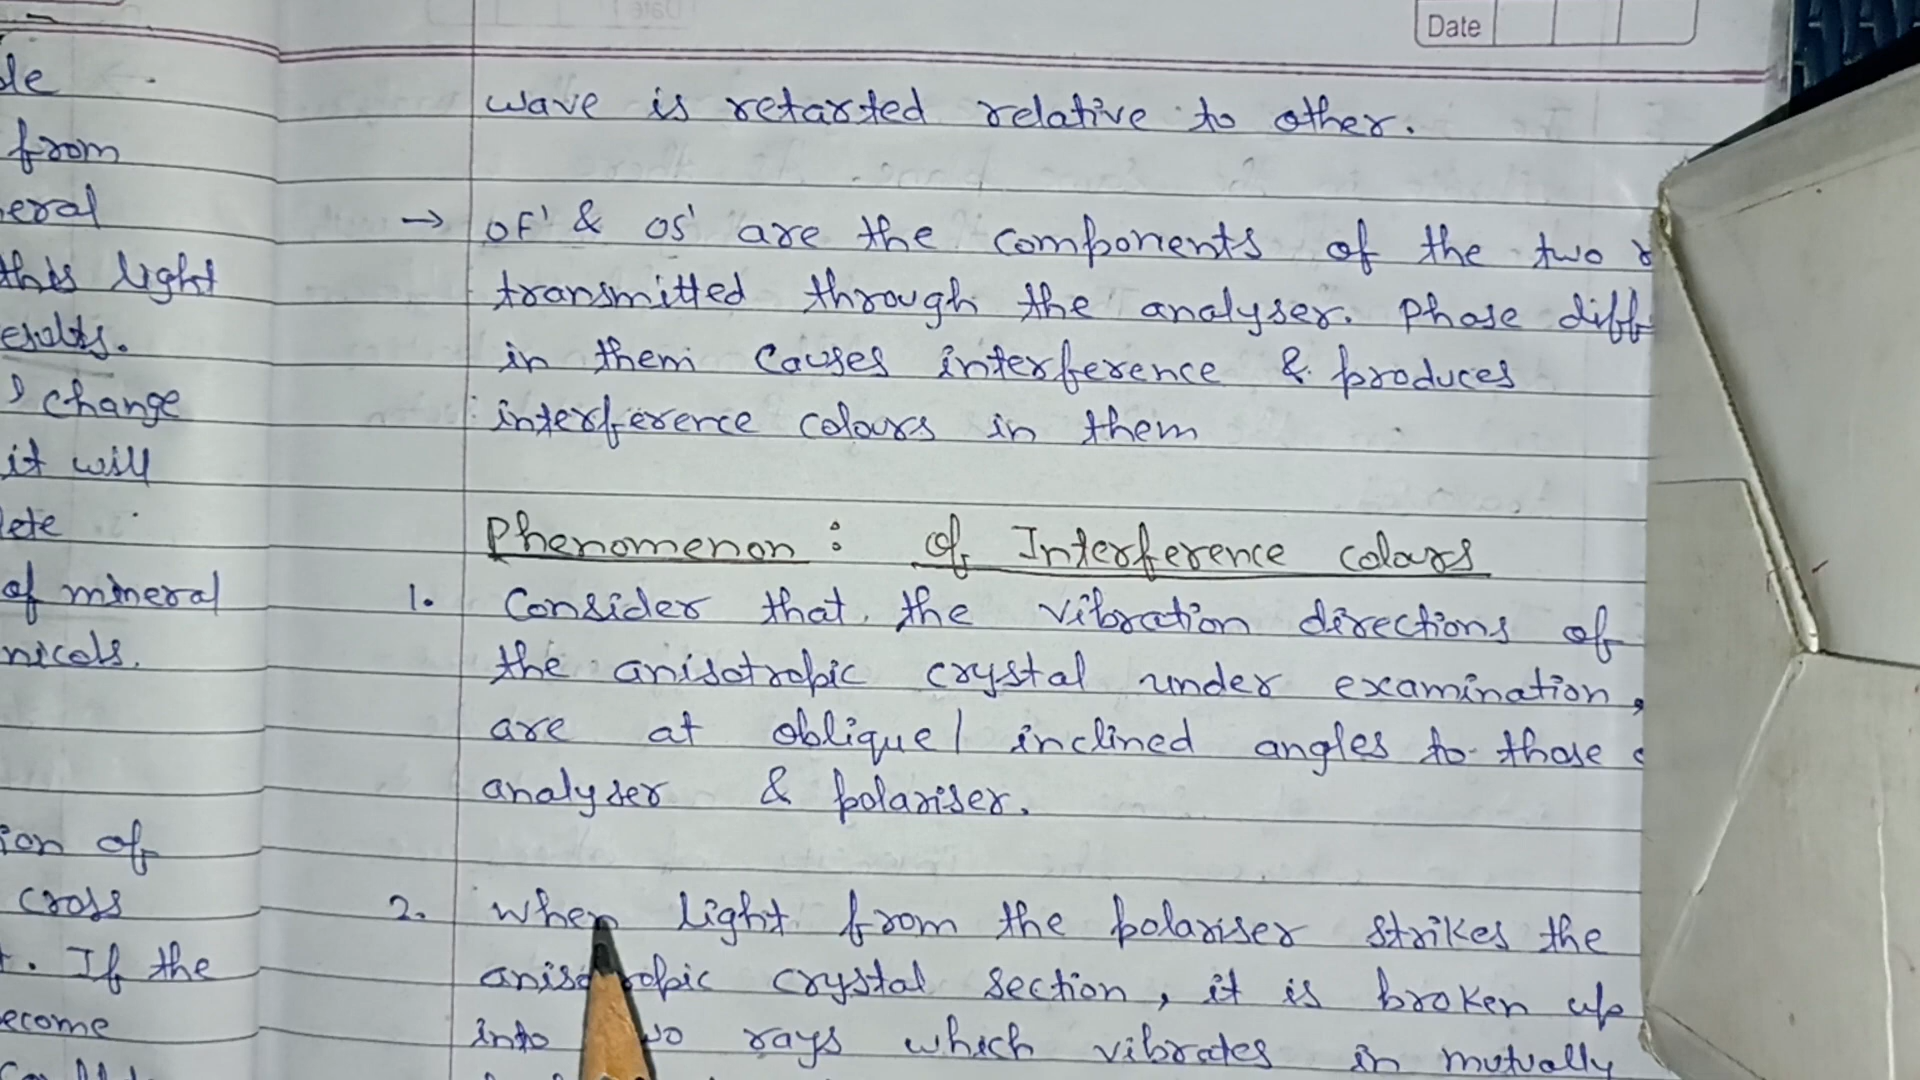 Date
le
from
eral
this light
esults.
change
it will
lete
of mineral
nicols.
ion of
cross
. If the
ecome
wave is retarted relative to other.
→ OF' & OS' are the components of the two
transmitted through the analyser. Phase diff
in them causes interference & produces
interference colours in them
Phenomenon : of Interference colours
1. Consider that the vibration directions of
the anisotropic crystal under examination,
are at oblique / inclined angles to those
analyser & polariser.
2. when light from the polariser strikes the
crystal section, it is broken up
into rays which vibrates in mutually